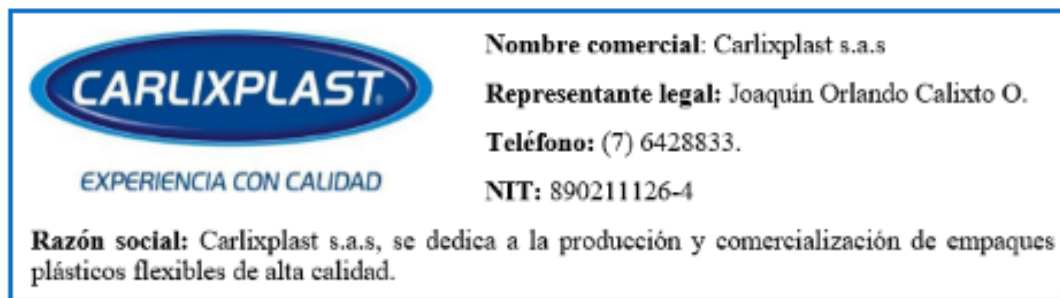 CARLIXPLAST
EXPERIENCIA CON CALIDAD
Nombre comercial: Carlixplast s.a.s
Representante legal: Joaquín Orlando Calixto O.
Teléfono: (7) 6428833.
NIT: 890211126-4
Razón social: Carlixplast s.a.s, se dedica a la producción y comercialización de empaques
plásticos flexibles de alta calidad.